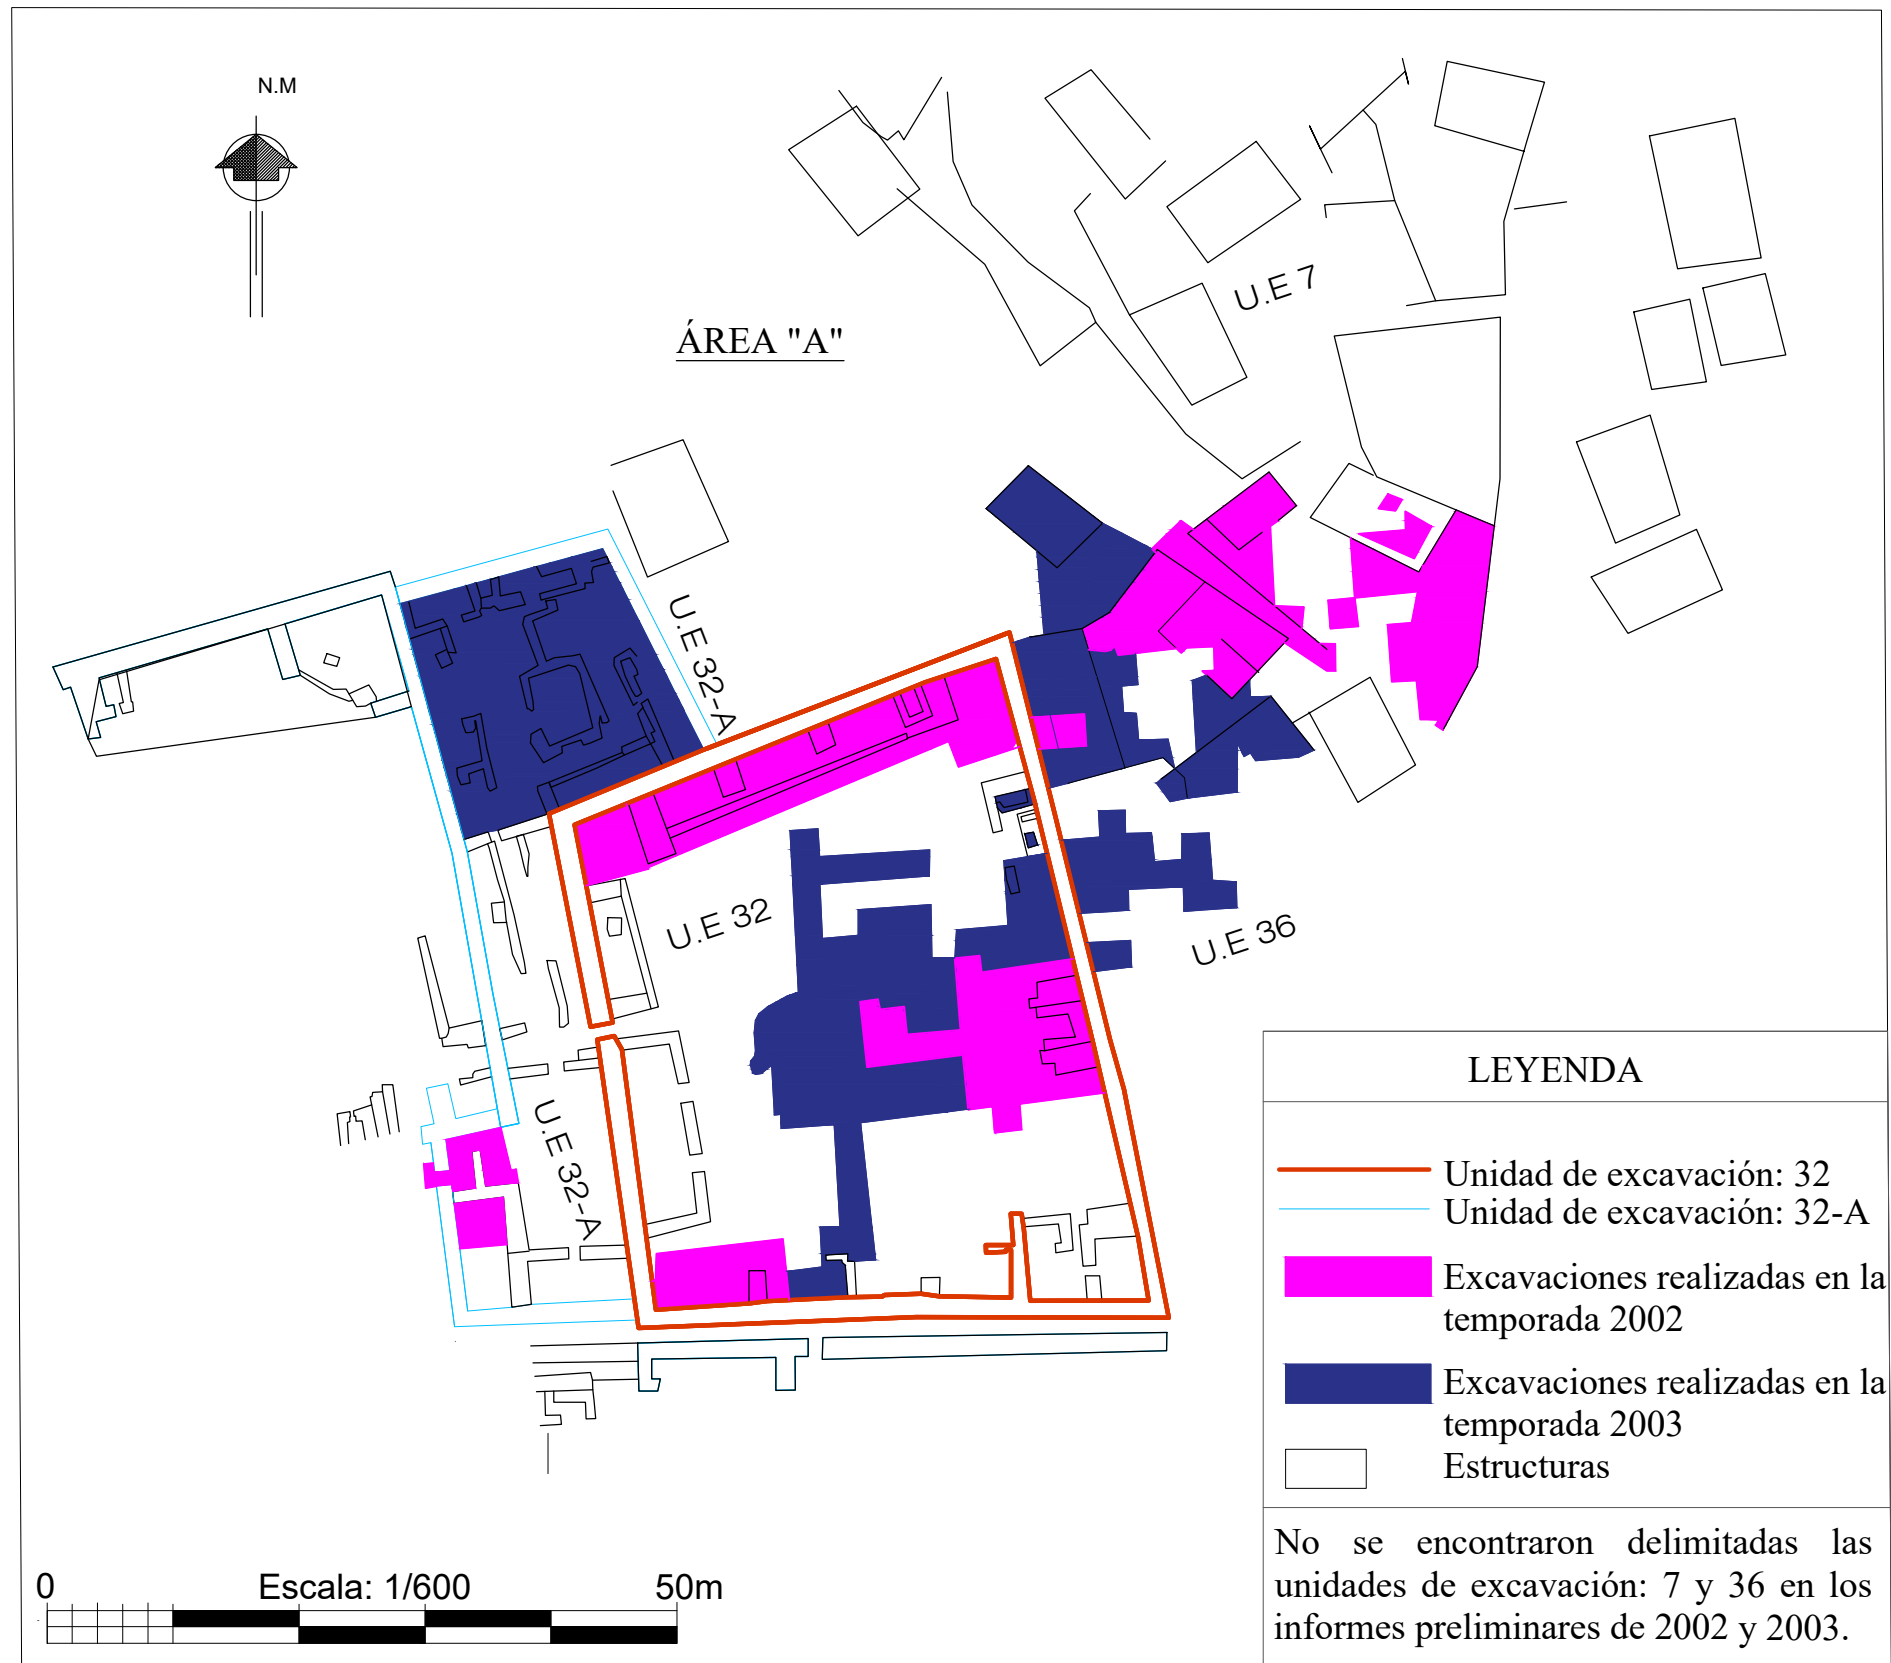 N.M
ÁREA "A"
U.E 7
U.E 32-A
U.E 32
U.E 36
U.E 32-A
LEYENDA
Unidad de excavación: 32
Unidad de excavación: 32-A
Excavaciones realizadas en la
temporada 2002
Excavaciones realizadas en la
temporada 2003
Estructuras
No se encontraron delimitadas las
unidades de excavación: 7 y 36 en los
informes preliminares de 2002 y 2003.
0 Escala: 1/600 50m